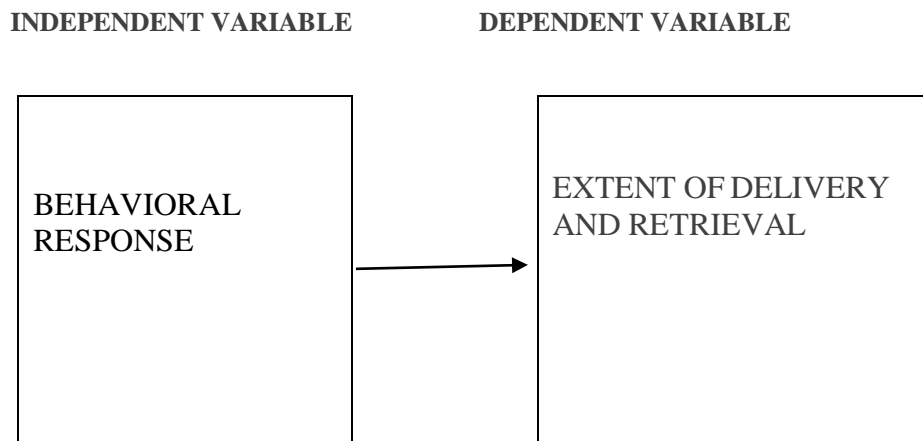 INDEPENDENT VARIABLE
DEPENDENT VARIABLE
BEHAVIORAL
RESPONSE
EXTENT OF DELIVERY
AND RETRIEVAL